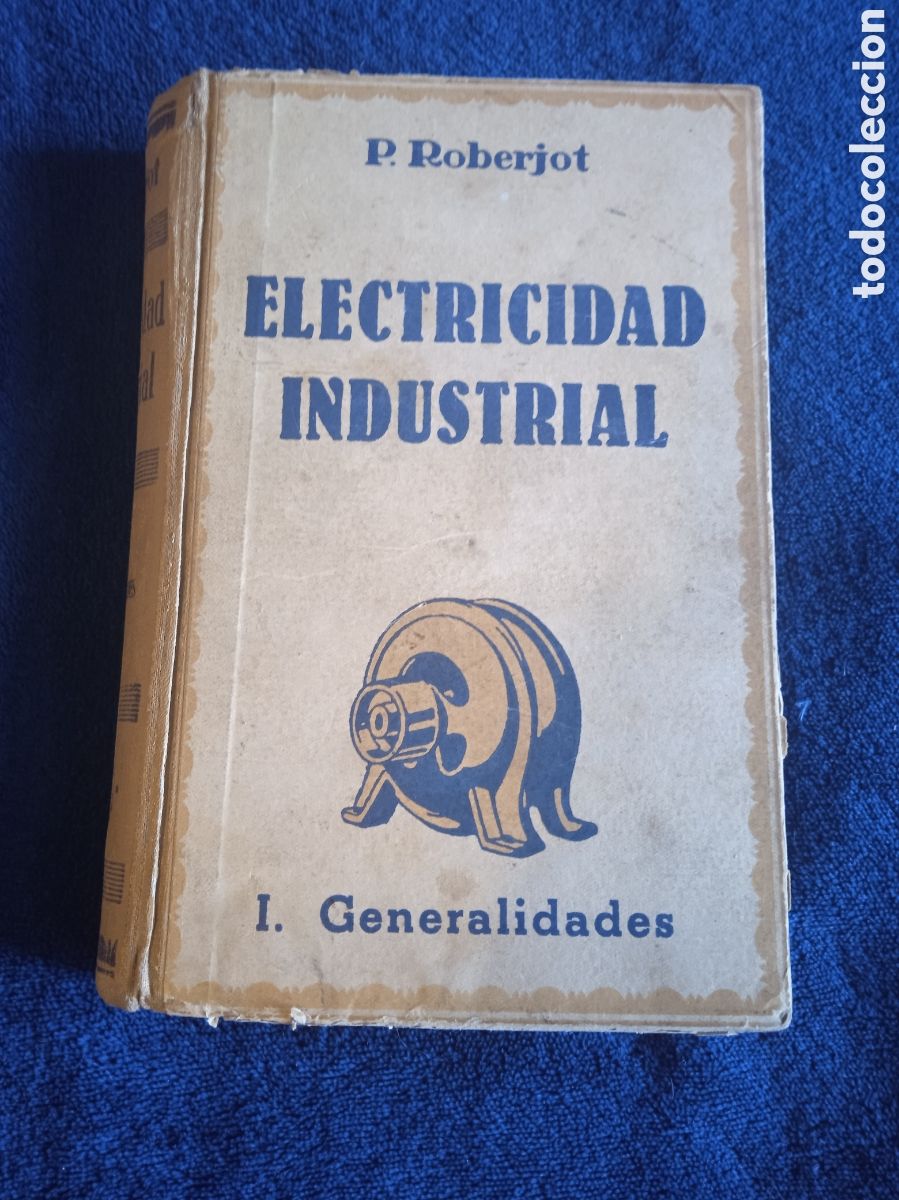 P. Roberjot
ELECTRICIDAD
INDUSTRIAL
I. Generalidades
todocoleccion